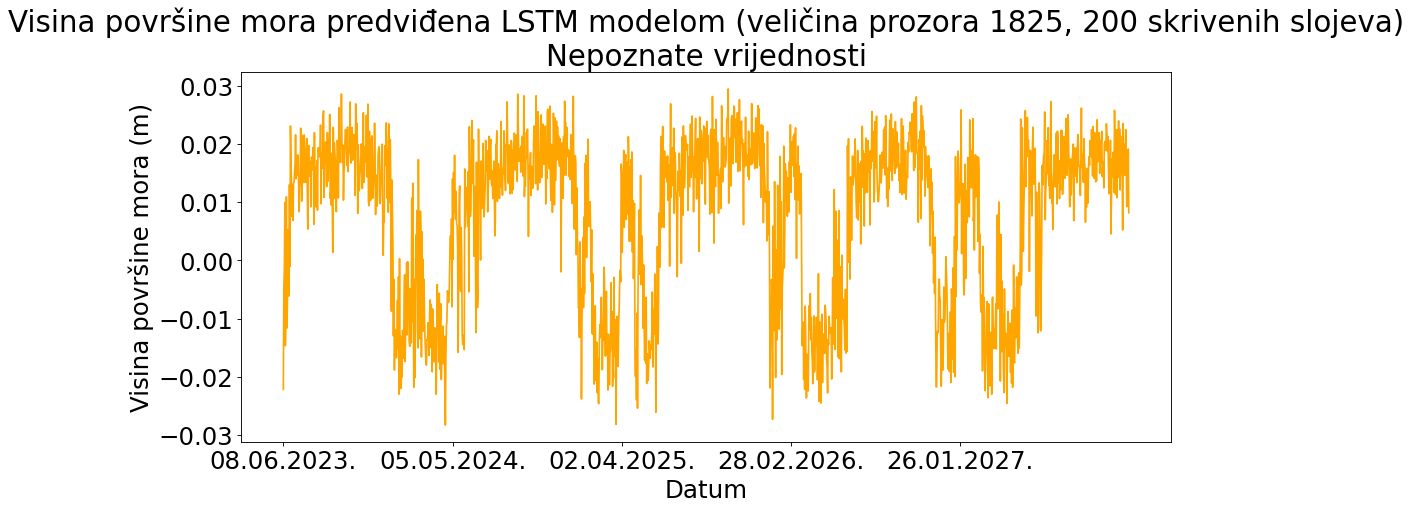 Visina površine mora predviđena LSTM modelom (veličina prozora 1825, 200 skrivenih slojeva)
Nepoznate vrijednosti
Visina površine mora (m)
0.03
0.02
0.01
0.00
−0.01
−0.02
−0.03
08.06.2023. 05.05.2024. 02.04.2025. 28.02.2026. 26.01.2027.
Datum